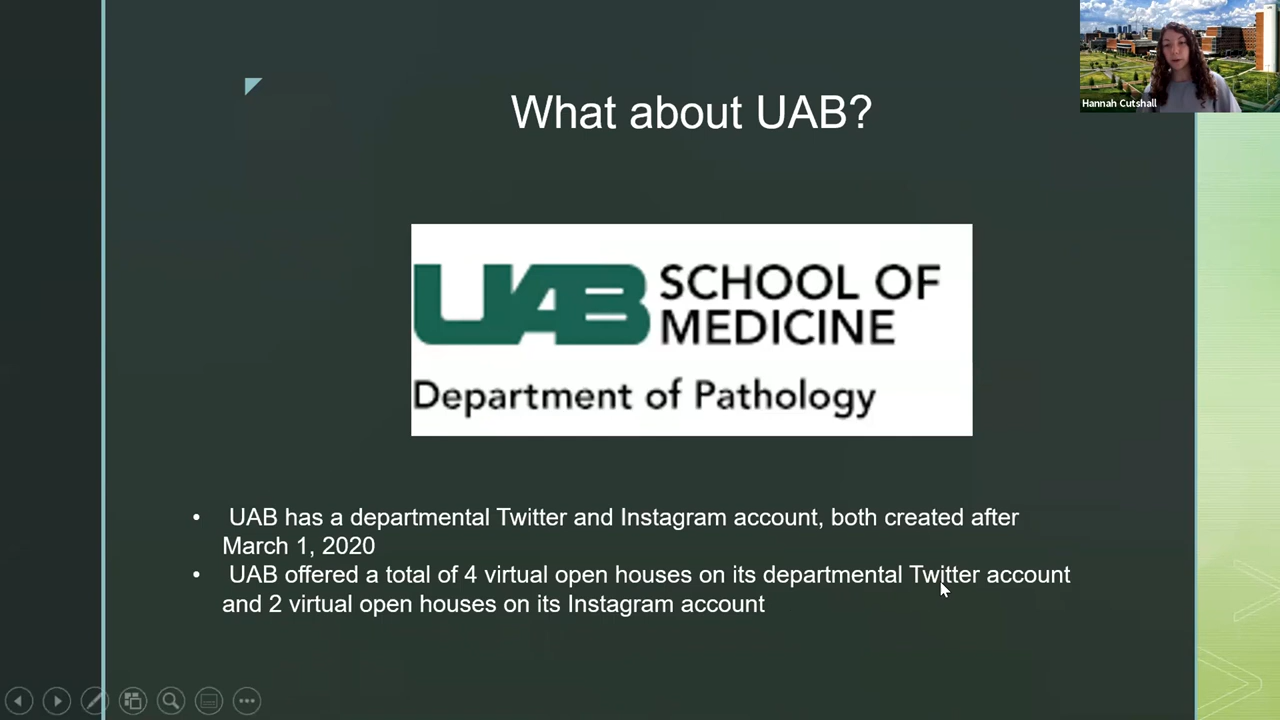 What about UAB?
Hannah Cutshall
UAB SCHOOL OF
MEDICINE
Department of Pathology
• UAB has a departmental Twitter and Instagram account, both created after
March 1, 2020
• UAB offered a total of 4 virtual open houses on its departmental Twitter account
and 2 virtual open houses on its Instagram account